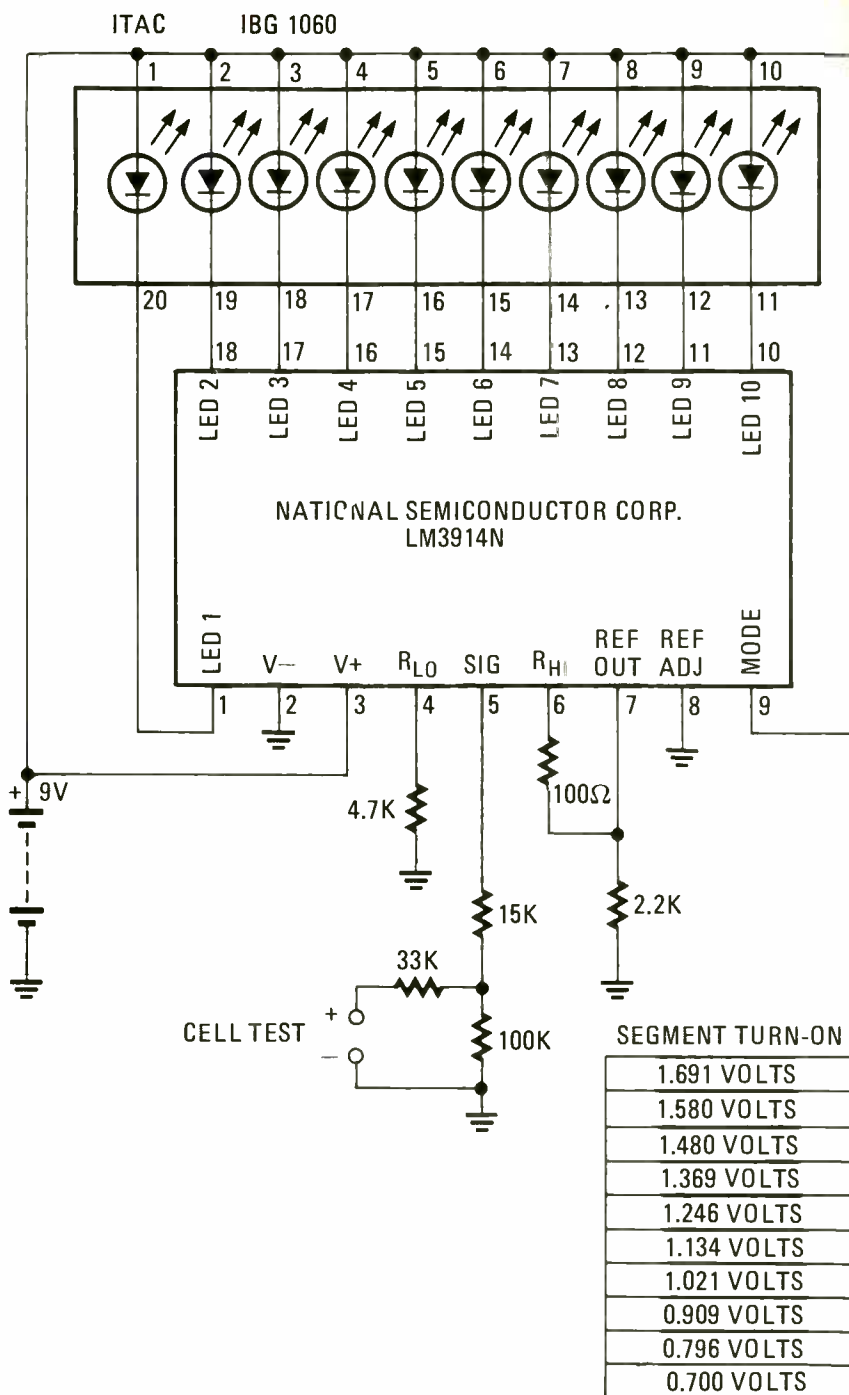 ITAC IBG 1060
1 2 3 4 5 6 7 8 9 10
20 19 18 17 16 15 14 13 12 11
18 17 16 15 14 13 12 11 10
LED 2 LED 3 LED 4 LED 5 LED 6 LED 7 LED 8 LED 9 LED 10
NATIONAL SEMICONDUCTOR CORP.
LM3914N
LED 1 V– V+ RLO SIG RHI REF OUT REF ADJ MODE
1 2 3 4 5 6 7 8 9
+ 9V
4.7K
100Ω
15K
2.2K
33K
CELL TEST + –
100K
SEGMENT TURN-ON
1.691 VOLTS
1.580 VOLTS
1.480 VOLTS
1.369 VOLTS
1.246 VOLTS
1.134 VOLTS
1.021 VOLTS
0.909 VOLTS
0.796 VOLTS
0.700 VOLTS